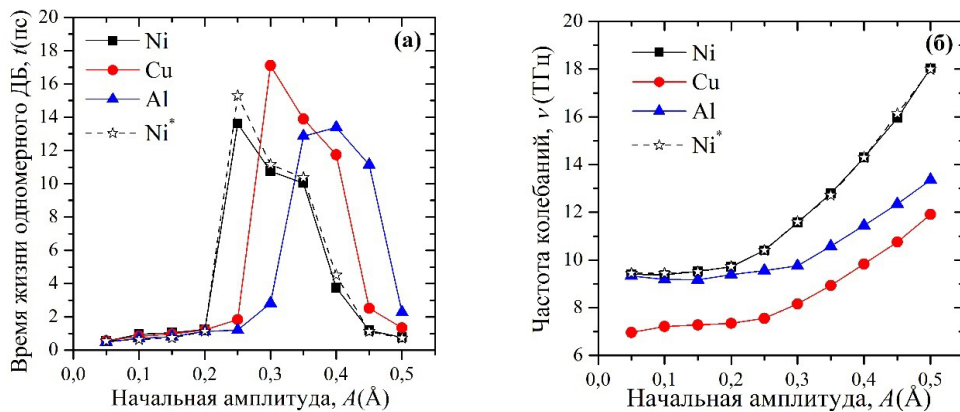 Время жизни одномерного ДБ, t(пс)
20
18
16
14
12
10
8
6
4
2
0
Ni
Cu
Al
Ni*
(а)
0,0 0,1 0,2 0,3 0,4 0,5
Начальная амплитуда, A(Å)
Частота колебаний, ν (ТГц)
20
18
16
14
12
10
8
6
Ni
Cu
Al
Ni*
(б)
0,0 0,1 0,2 0,3 0,4 0,5
Начальная амплитуда, A(Å)